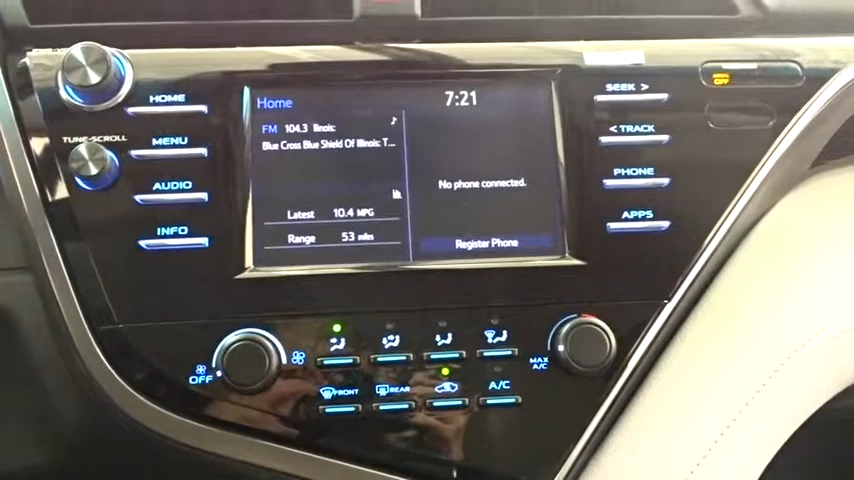 HOME
MENU
TUNE•SCROLL
AUDIO
INFO
Home
7:21
FM 104.3 Illinois:
Blue Cross Blue Shield Of Illinois: T...
Latest 10.4 MPG
Range 53 miles
No phone connected.
Register Phone
SEEK >
< TRACK
PHONE
APPS
OFF
OFF
FRONT
REAR
A/C
MAX
A/C